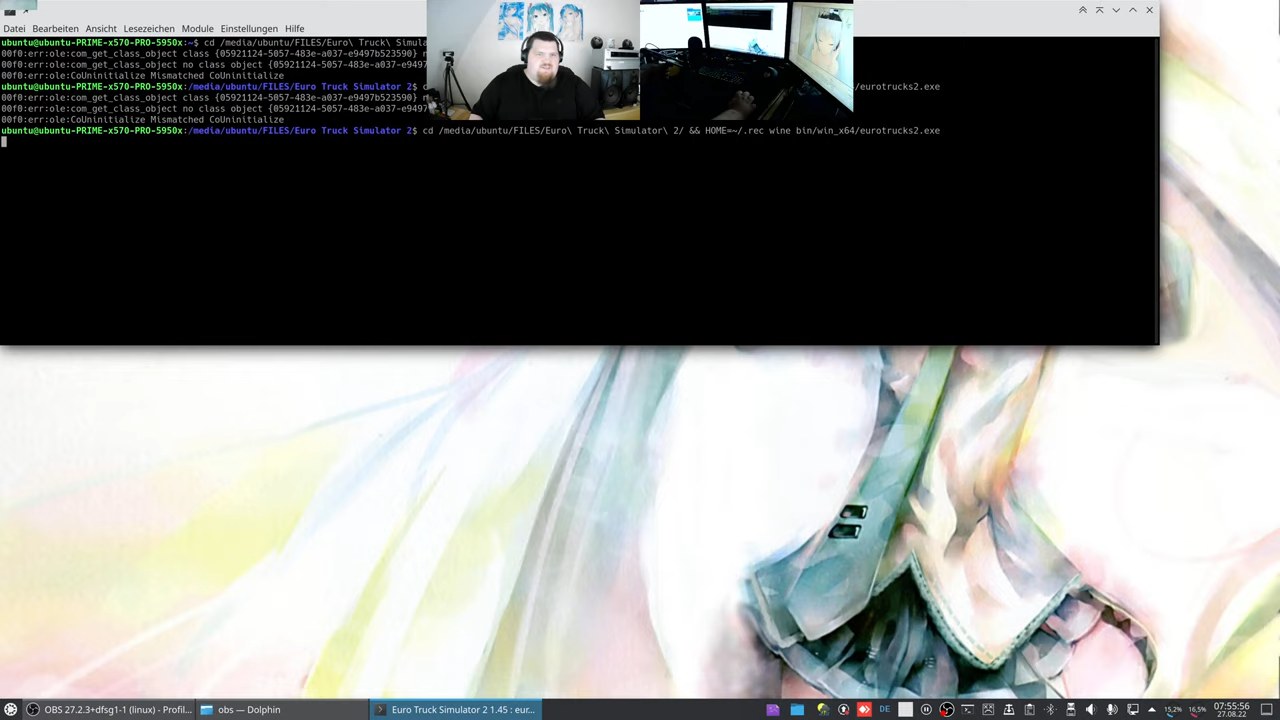 Datei Bearbeiten Ansicht Lesezeichen Module Einstellungen Hilfe
ubuntu@ubuntu-PRIME-x570-PRO-5950x:~$ cd /media/ubuntu/FILES/Euro\ Truck\ Simula
00f0:err:ole:com_get_class_object class {05921124-5057-483e-a037-e9497b523590} n
00f0:err:ole:com_get_class_object no class object {05921124-5057-483e-a037-e9497
00f0:err:ole:CoUninitialize Mismatched CoUninitialize
ubuntu@ubuntu-PRIME-x570-PRO-5950x:/media/ubuntu/FILES/Euro Truck Simulator 2$ c /eurotrucks2.exe
00f0:err:ole:com_get_class_object class {05921124-5057-483e-a037-e9497b523590} n
00f0:err:ole:com_get_class_object no class object {05921124-5057-483e-a037-e9497
00f0:err:ole:CoUninitialize Mismatched CoUninitialize
ubuntu@ubuntu-PRIME-x570-PRO-5950x:/media/ubuntu/FILES/Euro Truck Simulator 2$ cd /media/ubuntu/FILES/Euro\ Truck\ Simulator\ 2/ && HOME=~/.rec wine bin/win_x64/eurotrucks2.exe
OBS 27.2.3+dfsg1-1 (linux) - Profil...
obs — Dolphin
Euro Truck Simulator 2 1.45 : eur...
DE
15,2% 16,5%
07:55:56